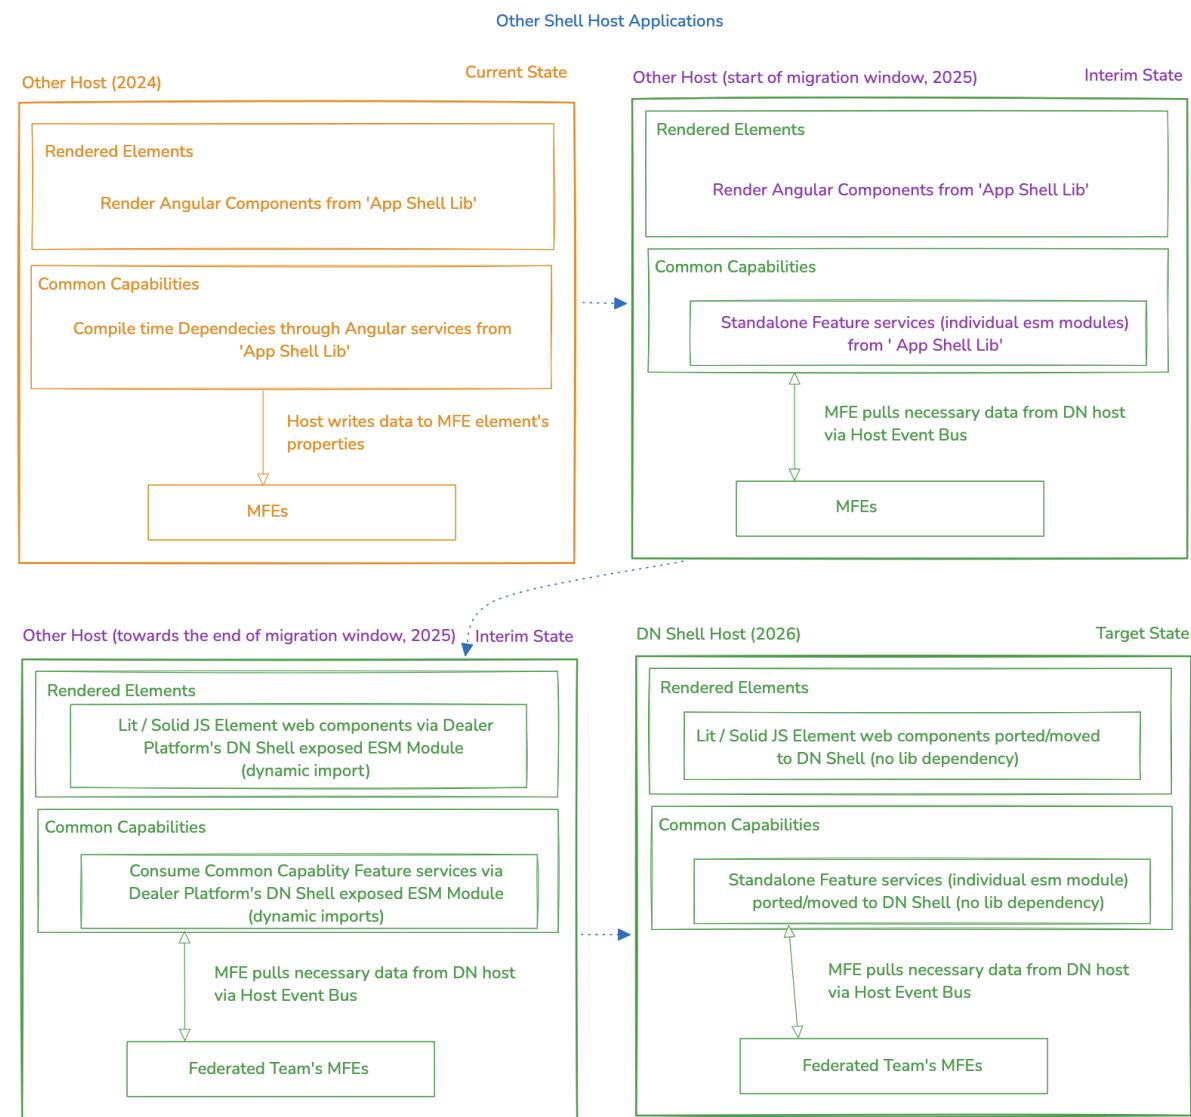 Other Shell Host Applications
Other Host (2024)
Current State
Rendered Elements
Render Angular Components from 'App Shell Lib'
Common Capabilities
Compile time Dependecies through Angular services from
'App Shell Lib'
Host writes data to MFE element's
properties
MFEs
Other Host (start of migration window, 2025)
Interim State
Rendered Elements
Render Angular Components from 'App Shell Lib'
Common Capabilities
Standalone Feature services (individual esm modules)
from ' App Shell Lib'
MFE pulls necessary data from DN host
via Host Event Bus
MFEs
Other Host (towards the end of migration window, 2025)
Interim State
Rendered Elements
Lit / Solid JS Element web components via Dealer
Platform's DN Shell exposed ESM Module
(dynamic import)
Common Capabilities
Consume Common Capablity Feature services via
Dealer Platform's DN Shell exposed ESM Module
(dynamic imports)
MFE pulls necessary data from DN host
via Host Event Bus
Federated Team's MFEs
DN Shell Host (2026)
Target State
Rendered Elements
Lit / Solid JS Element web components ported/moved
to DN Shell (no lib dependency)
Common Capabilities
Standalone Feature services (individual esm module)
ported/moved to DN Shell (no lib dependency)
MFE pulls necessary data from DN host
via Host Event Bus
Federated Team's MFEs